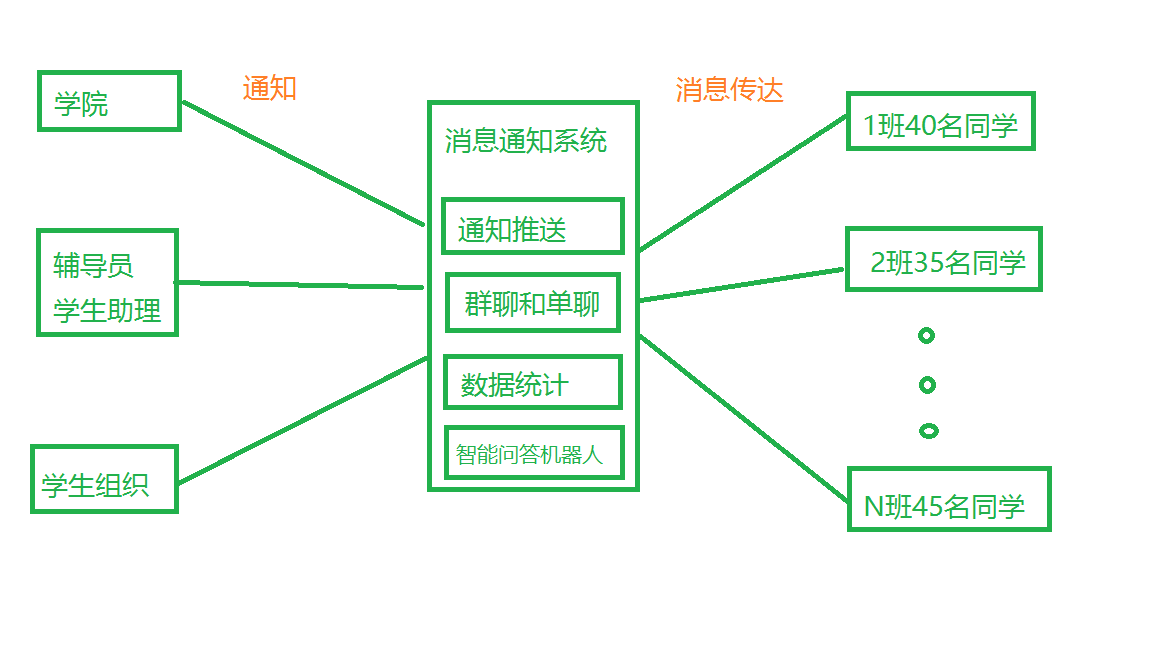 学院
通知
辅导员
学生助理
学生组织
消息通知系统
通知推送
群聊和单聊
数据统计
智能问答机器人
消息传达
1班40名同学
2班35名同学
N班45名同学